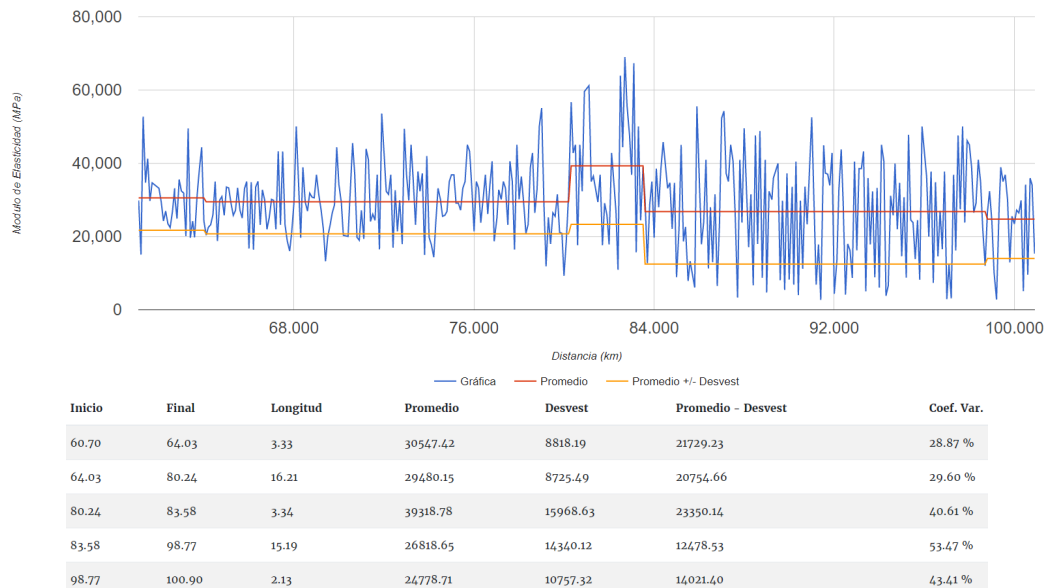 80,000
60,000
40,000
20,000
0
Módulo de Elasticidad (MPa)
68.000 76.000 84.000 92.000 100.000
Distancia (km)
Gráfica Promedio Promedio +/- Desvest
Inicio Final Longitud Promedio Desvest Promedio - Desvest Coef. Var.
60.70 64.03 3.33 30547.42 8818.19 21729.23 28.87 %
64.03 80.24 16.21 29480.15 8725.49 20754.66 29.60 %
80.24 83.58 3.34 39318.78 15968.63 23350.14 40.61 %
83.58 98.77 15.19 26818.65 14340.12 12478.53 53.47 %
98.77 100.90 2.13 24778.71 10757.32 14021.40 43.41 %